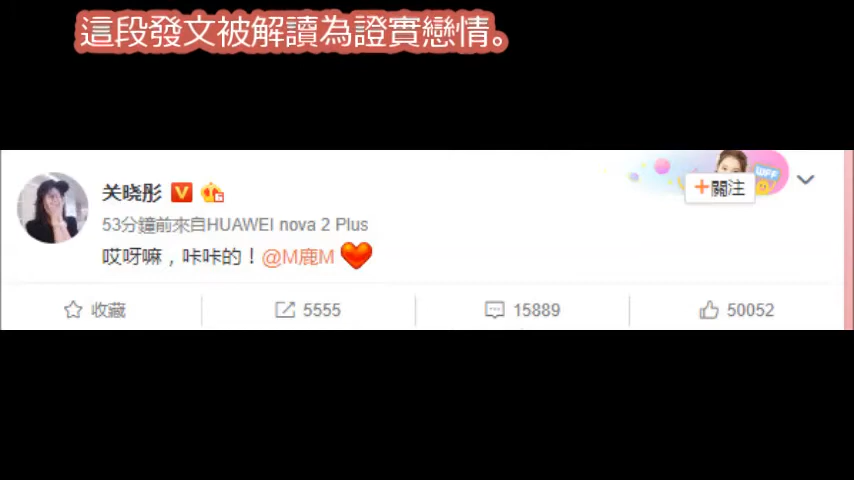 這段發文被解讀為證實戀情。
关晓彤
WFF
+關注
53分鐘前來自HUAWEI nova 2 Plus
哎呀嘛，咔咔的！@M鹿M
收藏
5555
15889
50052